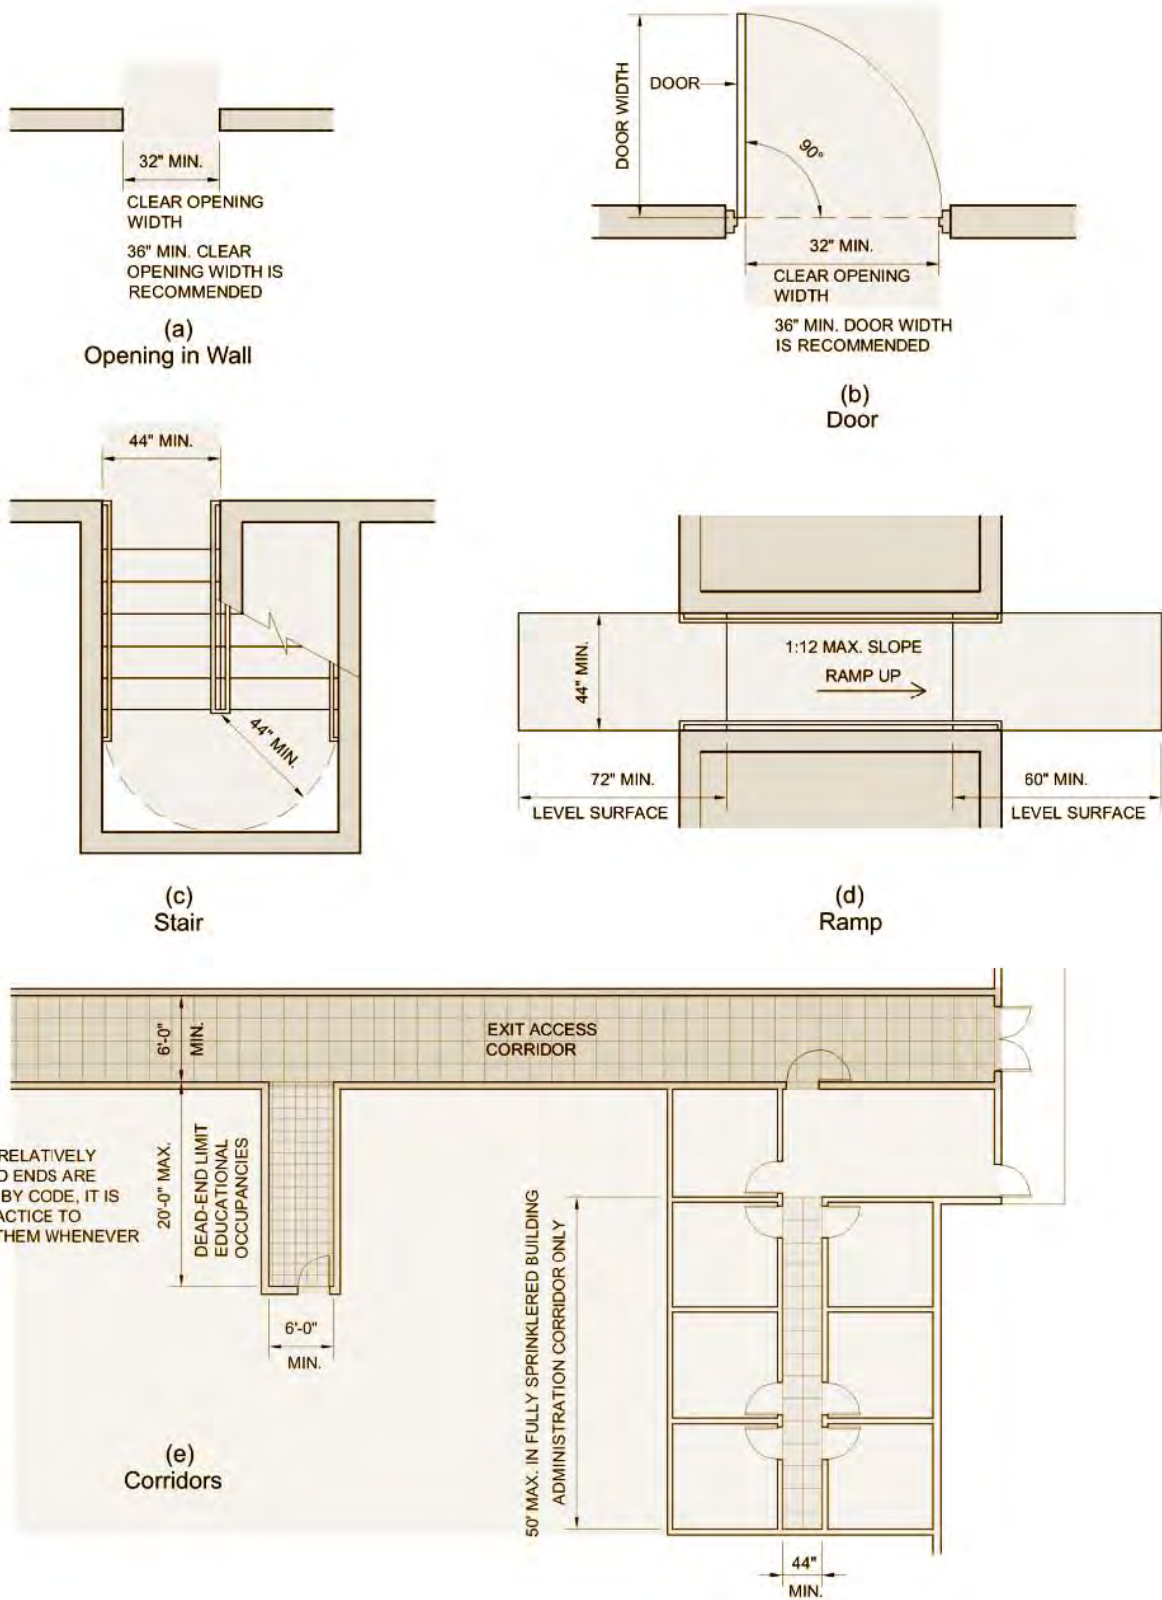 32" MIN.
CLEAR OPENING
WIDTH
36" MIN. CLEAR
OPENING WIDTH IS
RECOMMENDED
(a)
Opening in Wall
DOOR WIDTH
DOOR
90°
32" MIN.
CLEAR OPENING
WIDTH
36" MIN. DOOR WIDTH
IS RECOMMENDED
(b)
Door
44" MIN.
44" MIN.
(c)
Stair
44" MIN.
1:12 MAX. SLOPE
RAMP UP
72" MIN.
LEVEL SURFACE
60" MIN.
LEVEL SURFACE
(d)
Ramp
6'-0"
MIN.
EXIT ACCESS
CORRIDOR
RELATIVELY
D ENDS ARE
BY CODE, IT IS
ACTICE TO
THEM WHENEVER
20'-0" MAX.
DEAD-END LIMIT
EDUCATIONAL
OCCUPANCIES
6'-0"
MIN.
50' MAX. IN FULLY SPRINKLERED BUILDING
ADMINISTRATION CORRIDOR ONLY
44"
MIN.
(e)
Corridors